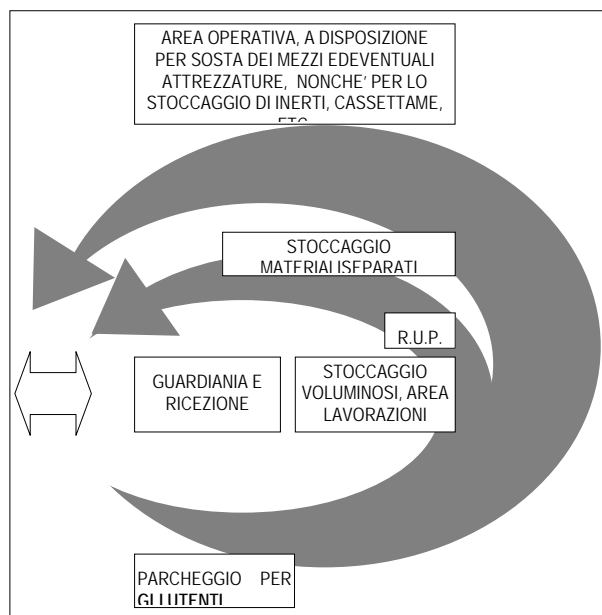 AREA OPERATIVA, A DISPOSIZIONE
PER SOSTA DEI MEZZI EDEVENTUALI
ATTREZZATURE, NONCHE' PER LO
STOCCAGGIO DI INERTI, CASSETTAME,
ETC
STOCCAGGIO
MATERIALISEPARATI
R.U.P.
GUARDIANIA E
RICEZIONE
STOCCAGGIO
VOLUMINOSI, AREA
LAVORAZIONI
PARCHEGGIO PER
GLI UTENTI